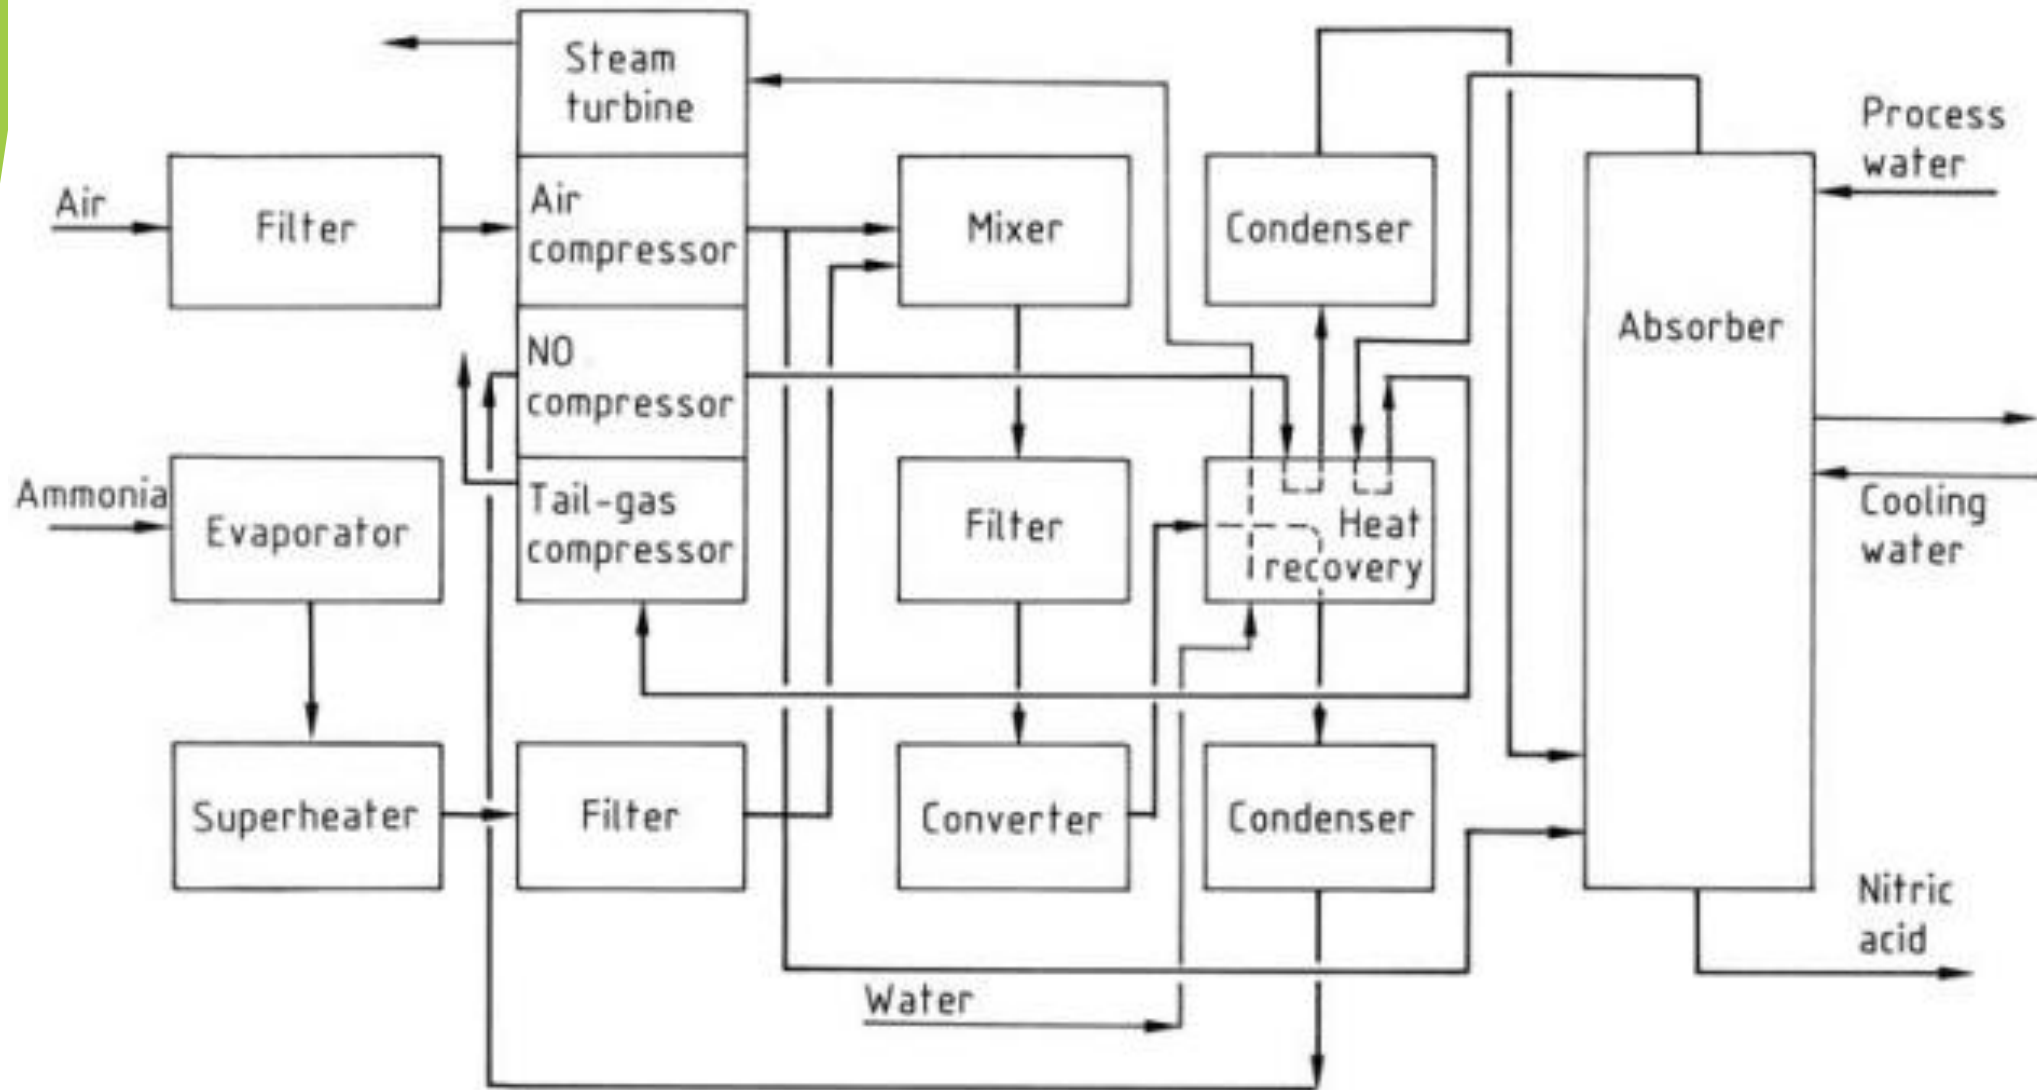 Steam
turbine
Process
water
Air
Filter
Air
compressor
Mixer
Condenser
Absorber
NO
compressor
Ammonia
Evaporator
Tail-gas
compressor
Filter
Heat
recovery
Cooling
water
Superheater
Filter
Converter
Condenser
Nitric
acid
Water